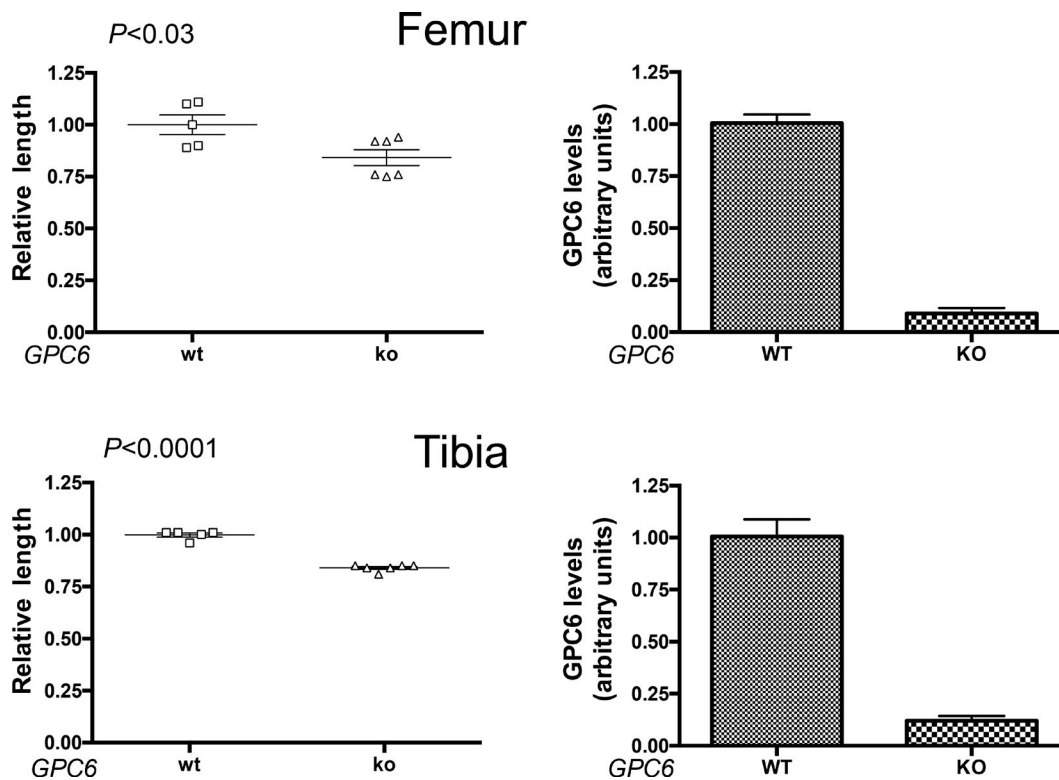 P<0.03
Femur
Relative length
1.25
1.00
0.75
0.50
0.25
0.00
GPC6
wt
ko
GPC6 levels
(arbitrary units)
1.25
1.00
0.75
0.50
0.25
0.00
GPC6
WT
KO
P<0.0001
Tibia
Relative length
1.25
1.00
0.75
0.50
0.25
0.00
GPC6
wt
ko
GPC6 levels
(arbitrary units)
1.25
1.00
0.75
0.50
0.25
0.00
GPC6
WT
KO